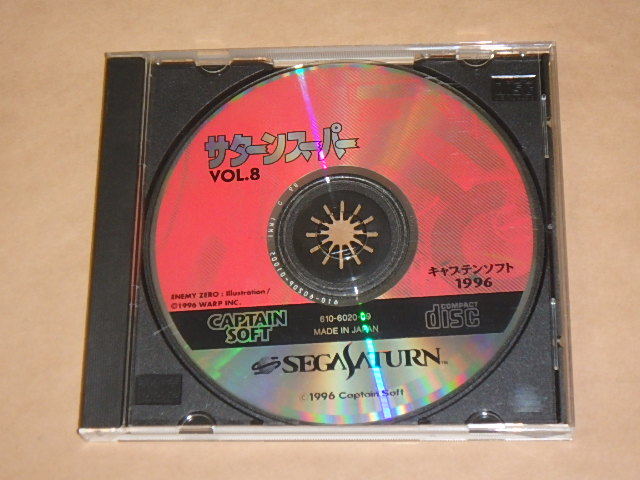 サターンスーパー
VOL.8
ENEMY ZERO : Illustration/
©1996 WARP INC.
キャプテンソフト
1996
CAPTAIN
SOFT
610-6020-09
MADE IN JAPAN
COMPACT
disc
SEGA SATURN™
© 1996 Captain Soft